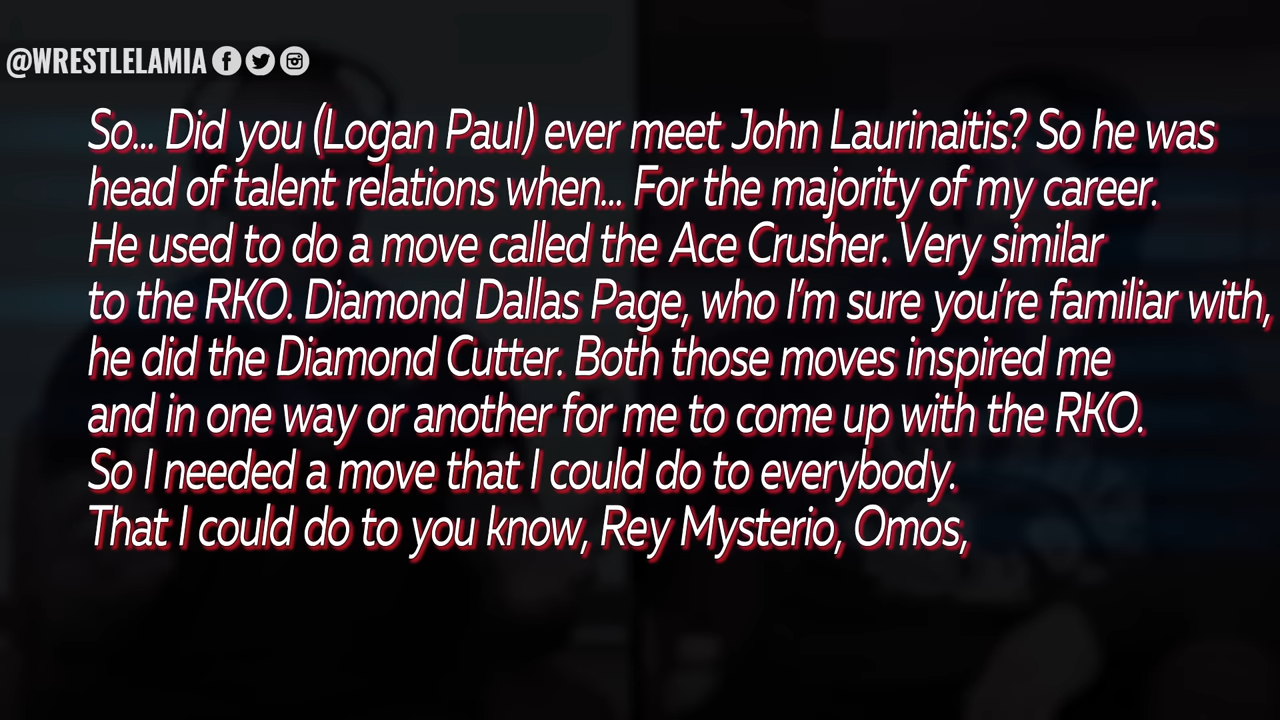 @WRESTLELAMIA
So... Did you (Logan Paul) ever meet John Laurinaitis? So he was
head of talent relations when... For the majority of my career.
He used to do a move called the Ace Crusher. Very similar
to the RKO. Diamond Dallas Page, who I'm sure you're familiar with,
he did the Diamond Cutter. Both those moves inspired me
and in one way or another for me to come up with the RKO.
So I needed a move that I could do to everybody.
That I could do to you know, Rey Mysterio, Omos,